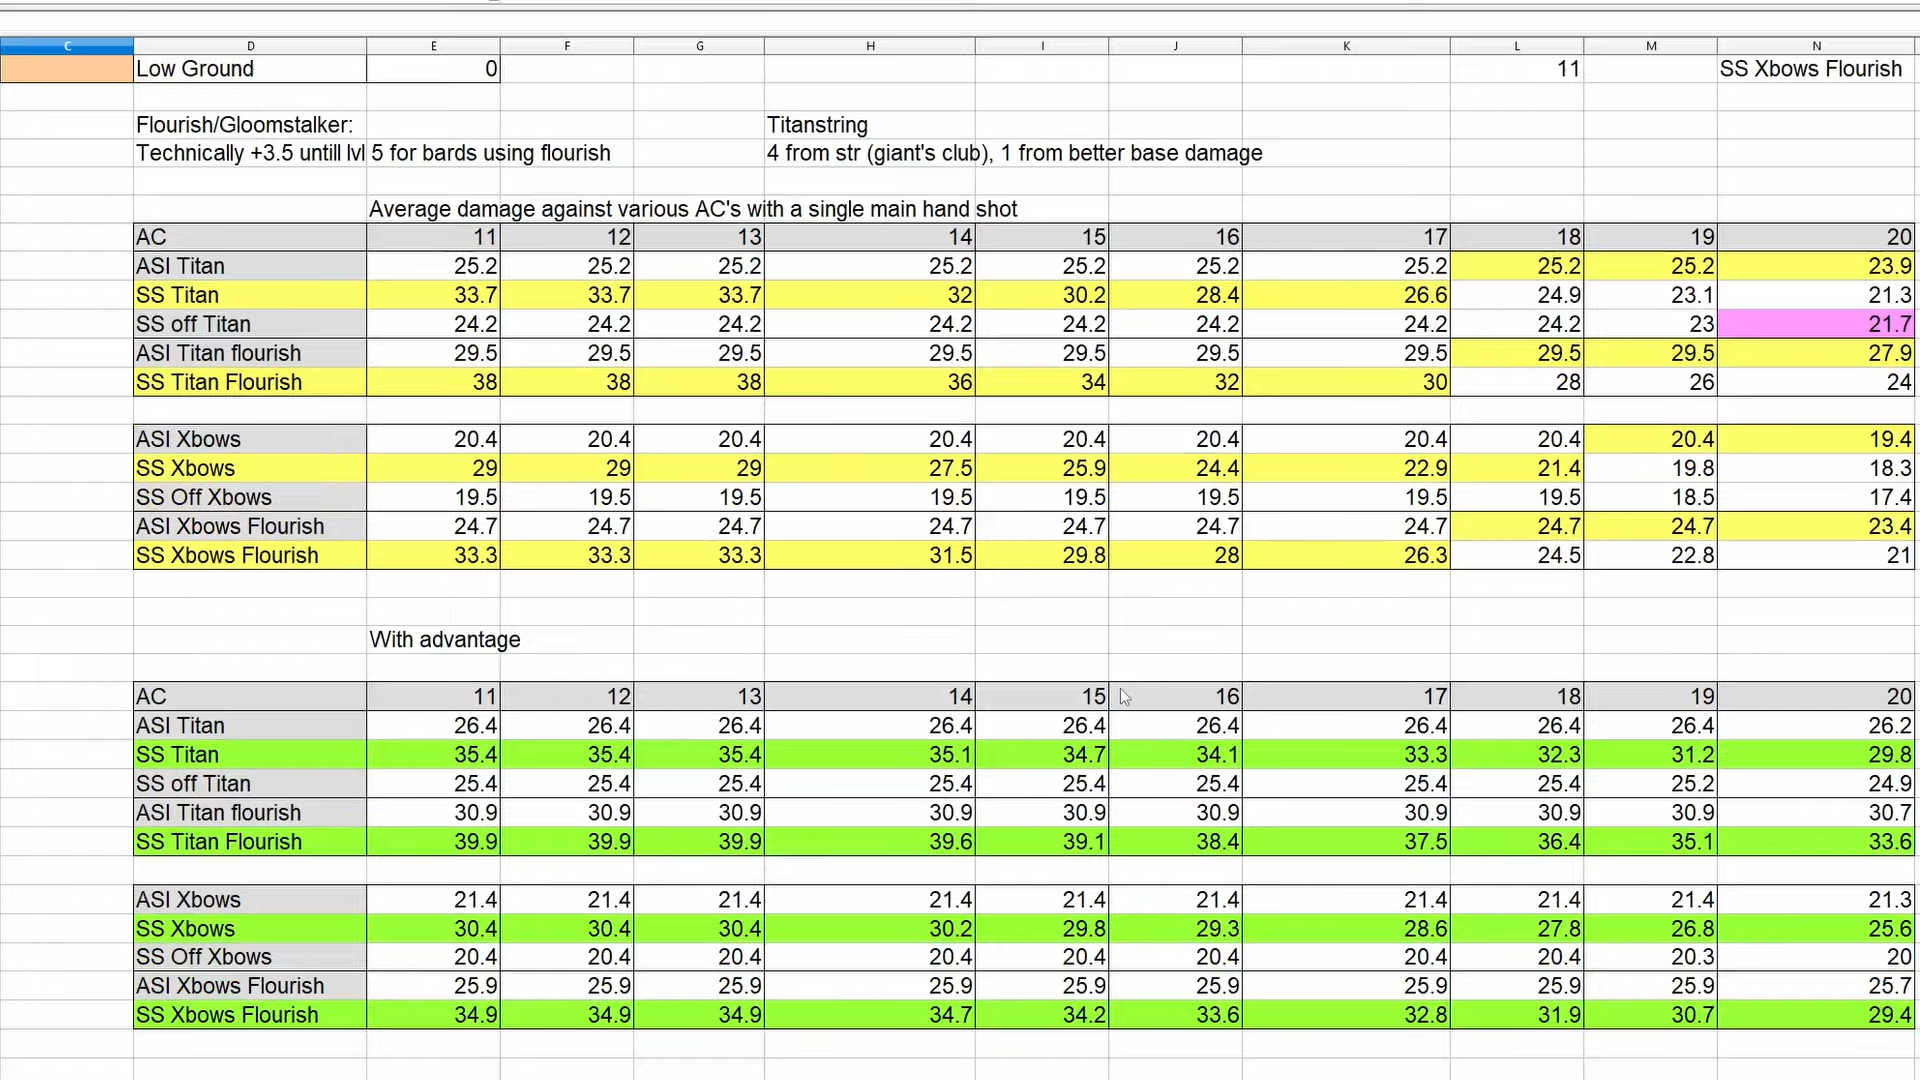 C D E F G H I J K L M N
Low Ground 0 11 SS Xbows Flourish
Flourish/Gloomstalker: Titanstring
Technically +3.5 untill lvl 5 for bards using flourish 4 from str (giant's club), 1 from better base damage
Average damage against various AC's with a single main hand shot
AC 11 12 13 14 15 16 17 18 19 20
ASI Titan 25.2 25.2 25.2 25.2 25.2 25.2 25.2 25.2 25.2 23.9
SS Titan 33.7 33.7 33.7 32 30.2 28.4 26.6 24.9 23.1 21.3
SS off Titan 24.2 24.2 24.2 24.2 24.2 24.2 24.2 24.2 23 21.7
ASI Titan flourish 29.5 29.5 29.5 29.5 29.5 29.5 29.5 29.5 29.5 27.9
SS Titan Flourish 38 38 38 36 34 32 30 28 26 24
ASI Xbows 20.4 20.4 20.4 20.4 20.4 20.4 20.4 20.4 20.4 19.4
SS Xbows 29 29 29 27.5 25.9 24.4 22.9 21.4 19.8 18.3
SS Off Xbows 19.5 19.5 19.5 19.5 19.5 19.5 19.5 19.5 18.5 17.4
ASI Xbows Flourish 24.7 24.7 24.7 24.7 24.7 24.7 24.7 24.7 24.7 23.4
SS Xbows Flourish 33.3 33.3 33.3 31.5 29.8 28 26.3 24.5 22.8 21
With advantage
AC 11 12 13 14 15 16 17 18 19 20
ASI Titan 26.4 26.4 26.4 26.4 26.4 26.4 26.4 26.4 26.4 26.2
SS Titan 35.4 35.4 35.4 35.1 34.7 34.1 33.3 32.3 31.2 29.8
SS off Titan 25.4 25.4 25.4 25.4 25.4 25.4 25.4 25.4 25.2 24.9
ASI Titan flourish 30.9 30.9 30.9 30.9 30.9 30.9 30.9 30.9 30.9 30.7
SS Titan Flourish 39.9 39.9 39.9 39.6 39.1 38.4 37.5 36.4 35.1 33.6
ASI Xbows 21.4 21.4 21.4 21.4 21.4 21.4 21.4 21.4 21.4 21.3
SS Xbows 30.4 30.4 30.4 30.2 29.8 29.3 28.6 27.8 26.8 25.6
SS Off Xbows 20.4 20.4 20.4 20.4 20.4 20.4 20.4 20.4 20.3 20
ASI Xbows Flourish 25.9 25.9 25.9 25.9 25.9 25.9 25.9 25.9 25.9 25.7
SS Xbows Flourish 34.9 34.9 34.9 34.7 34.2 33.6 32.8 31.9 30.7 29.4